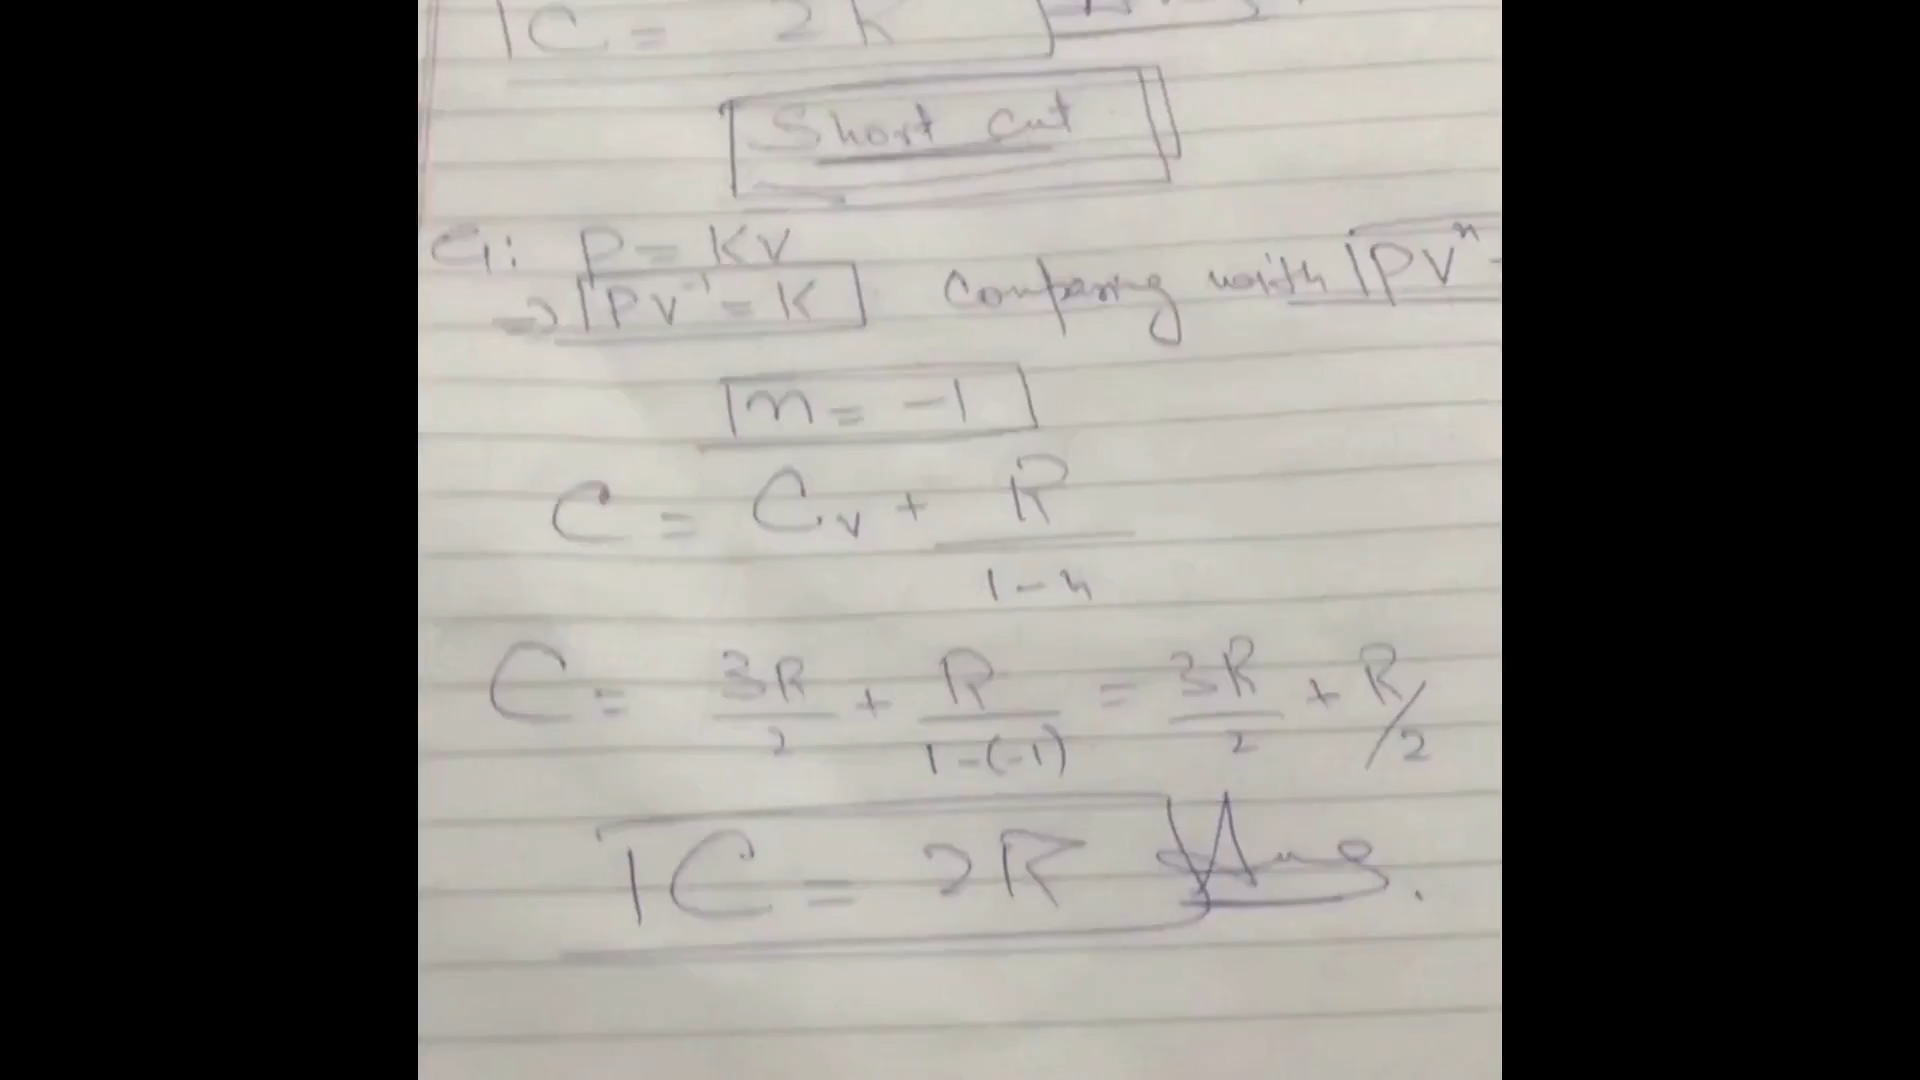 C = 2R Ans.
Short cut
G: P = KV
⇒ PV⁻¹ = K Comparing with PVⁿ =
n = -1
C = Cv + R/(1-n)
C = 3R/2 + R/(1-(-1)) = 3R/2 + R/2
C = 2R Ans.